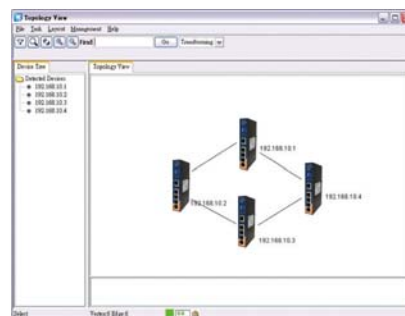 Topology View
File Task Layout Management Help
Find Go Transforming
Device Tree
Detected Devices
192.168.10.1
192.168.10.2
192.168.10.3
192.168.10.4
Topology View
192.168.10.1
192.168.10.2
192.168.10.4
192.168.10.3
Select